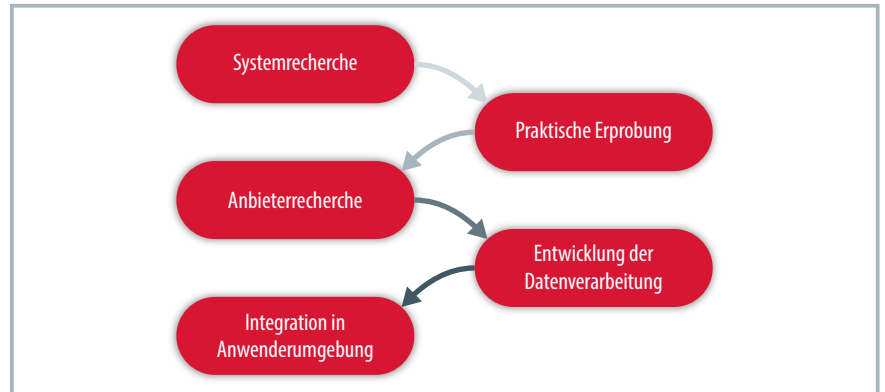 Systemrecherche
Praktische Erprobung
Anbieterrecherche
Entwicklung der
Datenverarbeitung
Integration in
Anwenderumgebung